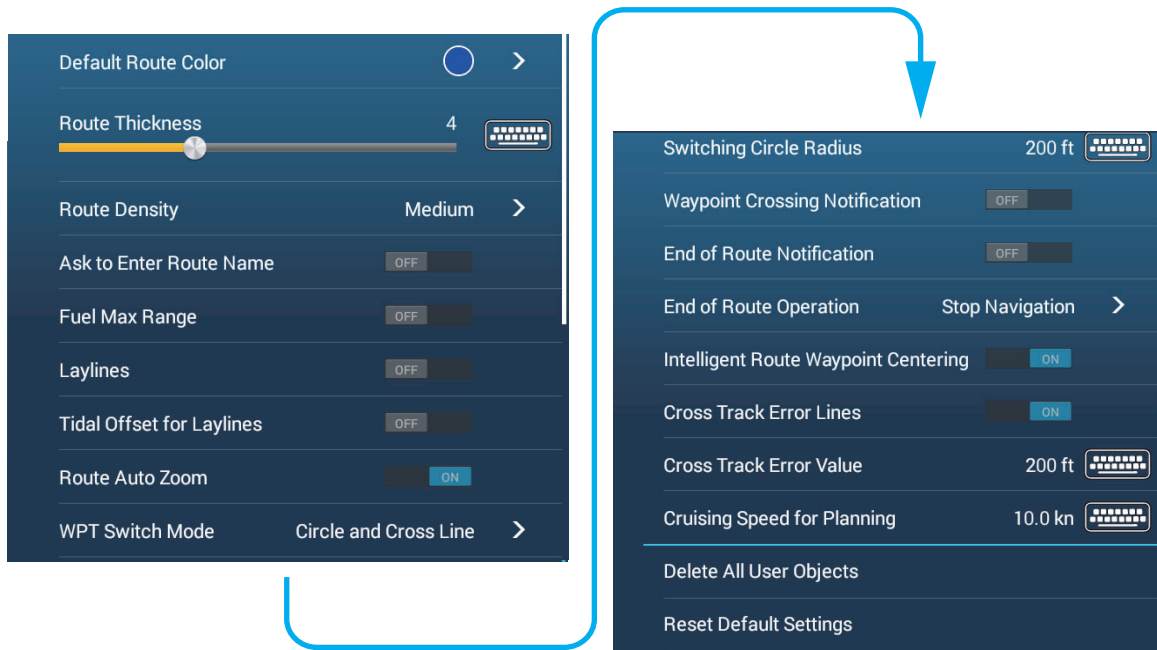 Default Route Color
Route Thickness 4
Route Density Medium
Ask to Enter Route Name OFF
Fuel Max Range OFF
Laylines OFF
Tidal Offset for Laylines OFF
Route Auto Zoom ON
WPT Switch Mode Circle and Cross Line
Switching Circle Radius 200 ft
Waypoint Crossing Notification OFF
End of Route Notification OFF
End of Route Operation Stop Navigation
Intelligent Route Waypoint Centering ON
Cross Track Error Lines ON
Cross Track Error Value 200 ft
Cruising Speed for Planning 10.0 kn
Delete All User Objects
Reset Default Settings